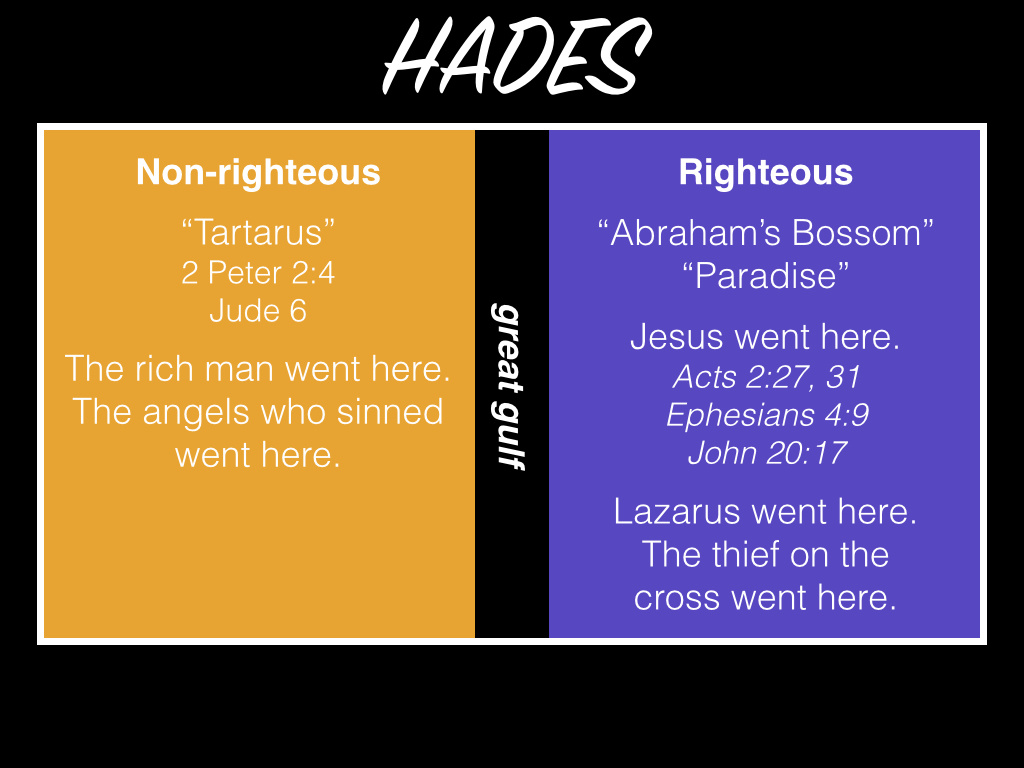 HADES
Non-righteous
“Tartarus”
2 Peter 2:4
Jude 6
The rich man went here.
The angels who sinned
went here.
great gulf
Righteous
“Abraham’s Bossom”
“Paradise”
Jesus went here.
Acts 2:27, 31
Ephesians 4:9
John 20:17
Lazarus went here.
The thief on the
cross went here.